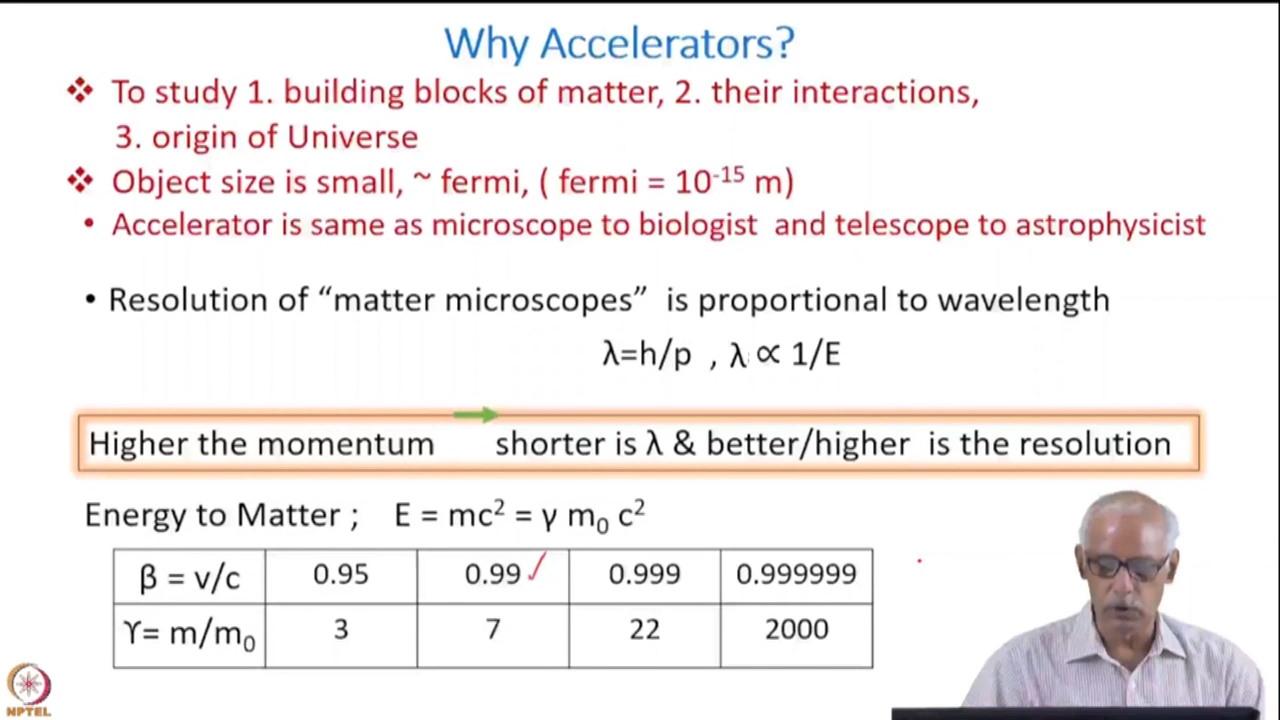 Why Accelerators?
❖ To study 1. building blocks of matter, 2. their interactions,
3. origin of Universe
❖ Object size is small, ~ fermi, ( fermi = 10⁻¹⁵ m)
• Accelerator is same as microscope to biologist and telescope to astrophysicist
• Resolution of “matter microscopes” is proportional to wavelength
λ=h/p , λ ∝ 1/E
Higher the momentum shorter is λ & better/higher is the resolution
Energy to Matter ; E = mc² = γ m₀ c²
β = v/c 0.95 0.99 0.999 0.999999
ϒ= m/m₀ 3 7 22 2000
NPTEL